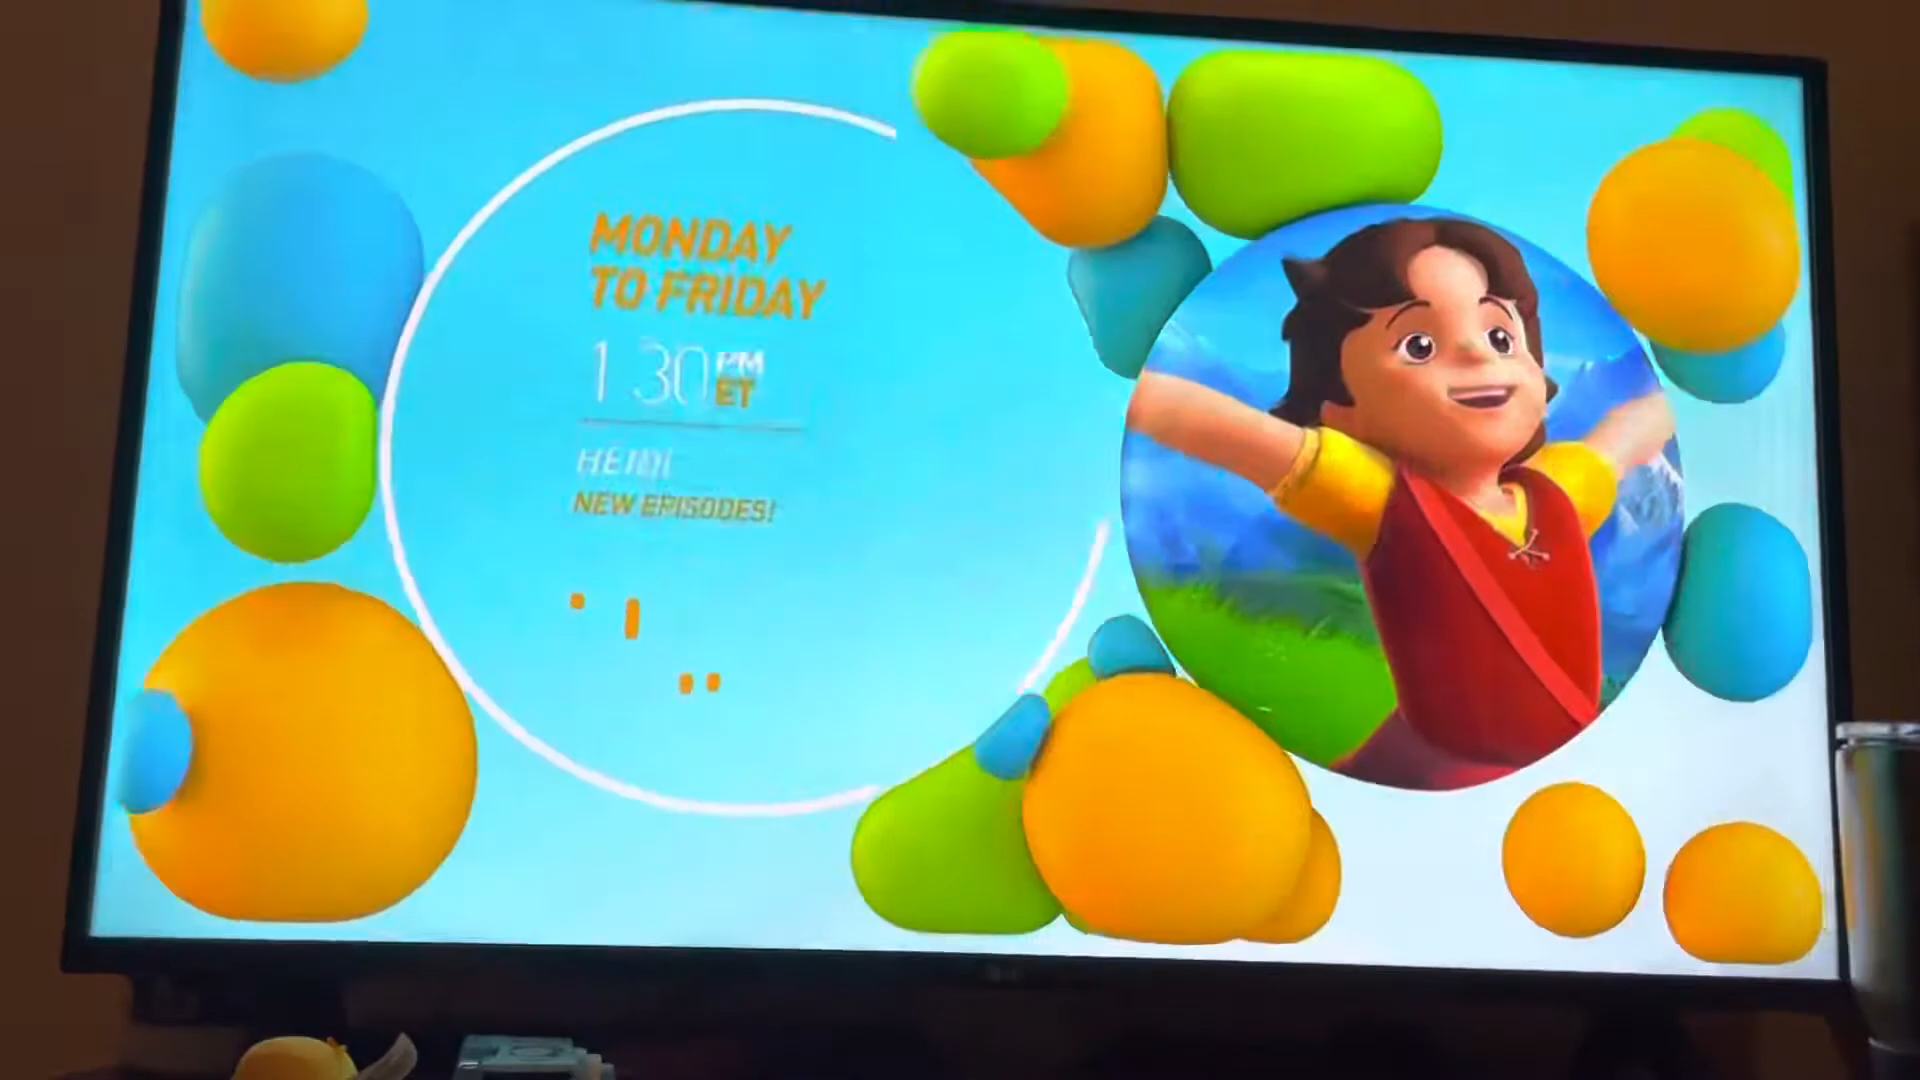 MONDAY
TO FRIDAY
1 30 PM
ET
HEIDI
NEW EPISODES!